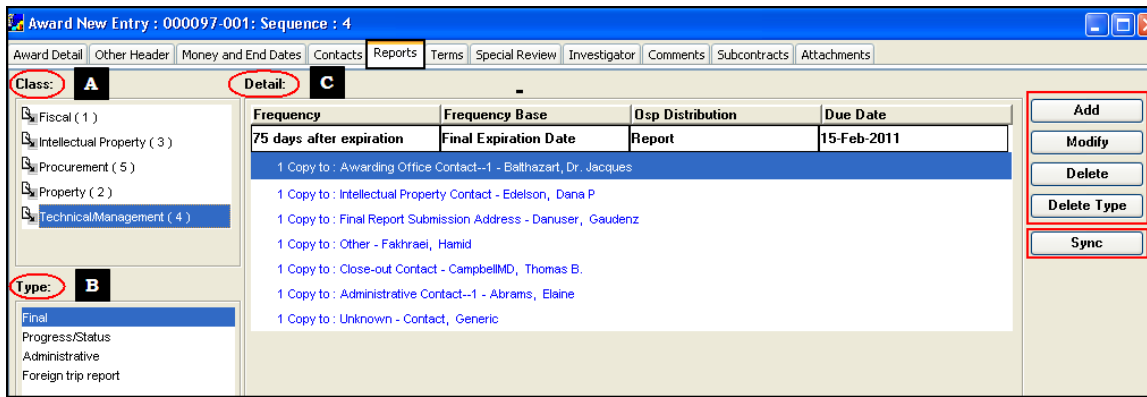 Award New Entry : 000097-001: Sequence : 4
Award Detail Other Header Money and End Dates Contacts Reports Terms Special Review Investigator Comments Subcontracts Attachments
Class: A
Fiscal ( 1 )
Intellectual Property ( 3 )
Procurement ( 5 )
Property ( 2 )
Technical/Management ( 4 )
Type: B
Final
Progress/Status
Administrative
Foreign trip report
Detail: C
Frequency Frequency Base Osp Distribution Due Date
75 days after expiration Final Expiration Date Report 15-Feb-2011
1 Copy to : Awarding Office Contact--1 - Balthazart, Dr. Jacques
1 Copy to : Intellectual Property Contact - Edelson, Dana P
1 Copy to : Final Report Submission Address - Danuser, Gaudenz
1 Copy to : Other - Fakhraei, Hamid
1 Copy to : Close-out Contact - CampbellMD, Thomas B.
1 Copy to : Administrative Contact--1 - Abrams, Elaine
1 Copy to : Unknown - Contact, Generic
Add
Modify
Delete
Delete Type
Sync